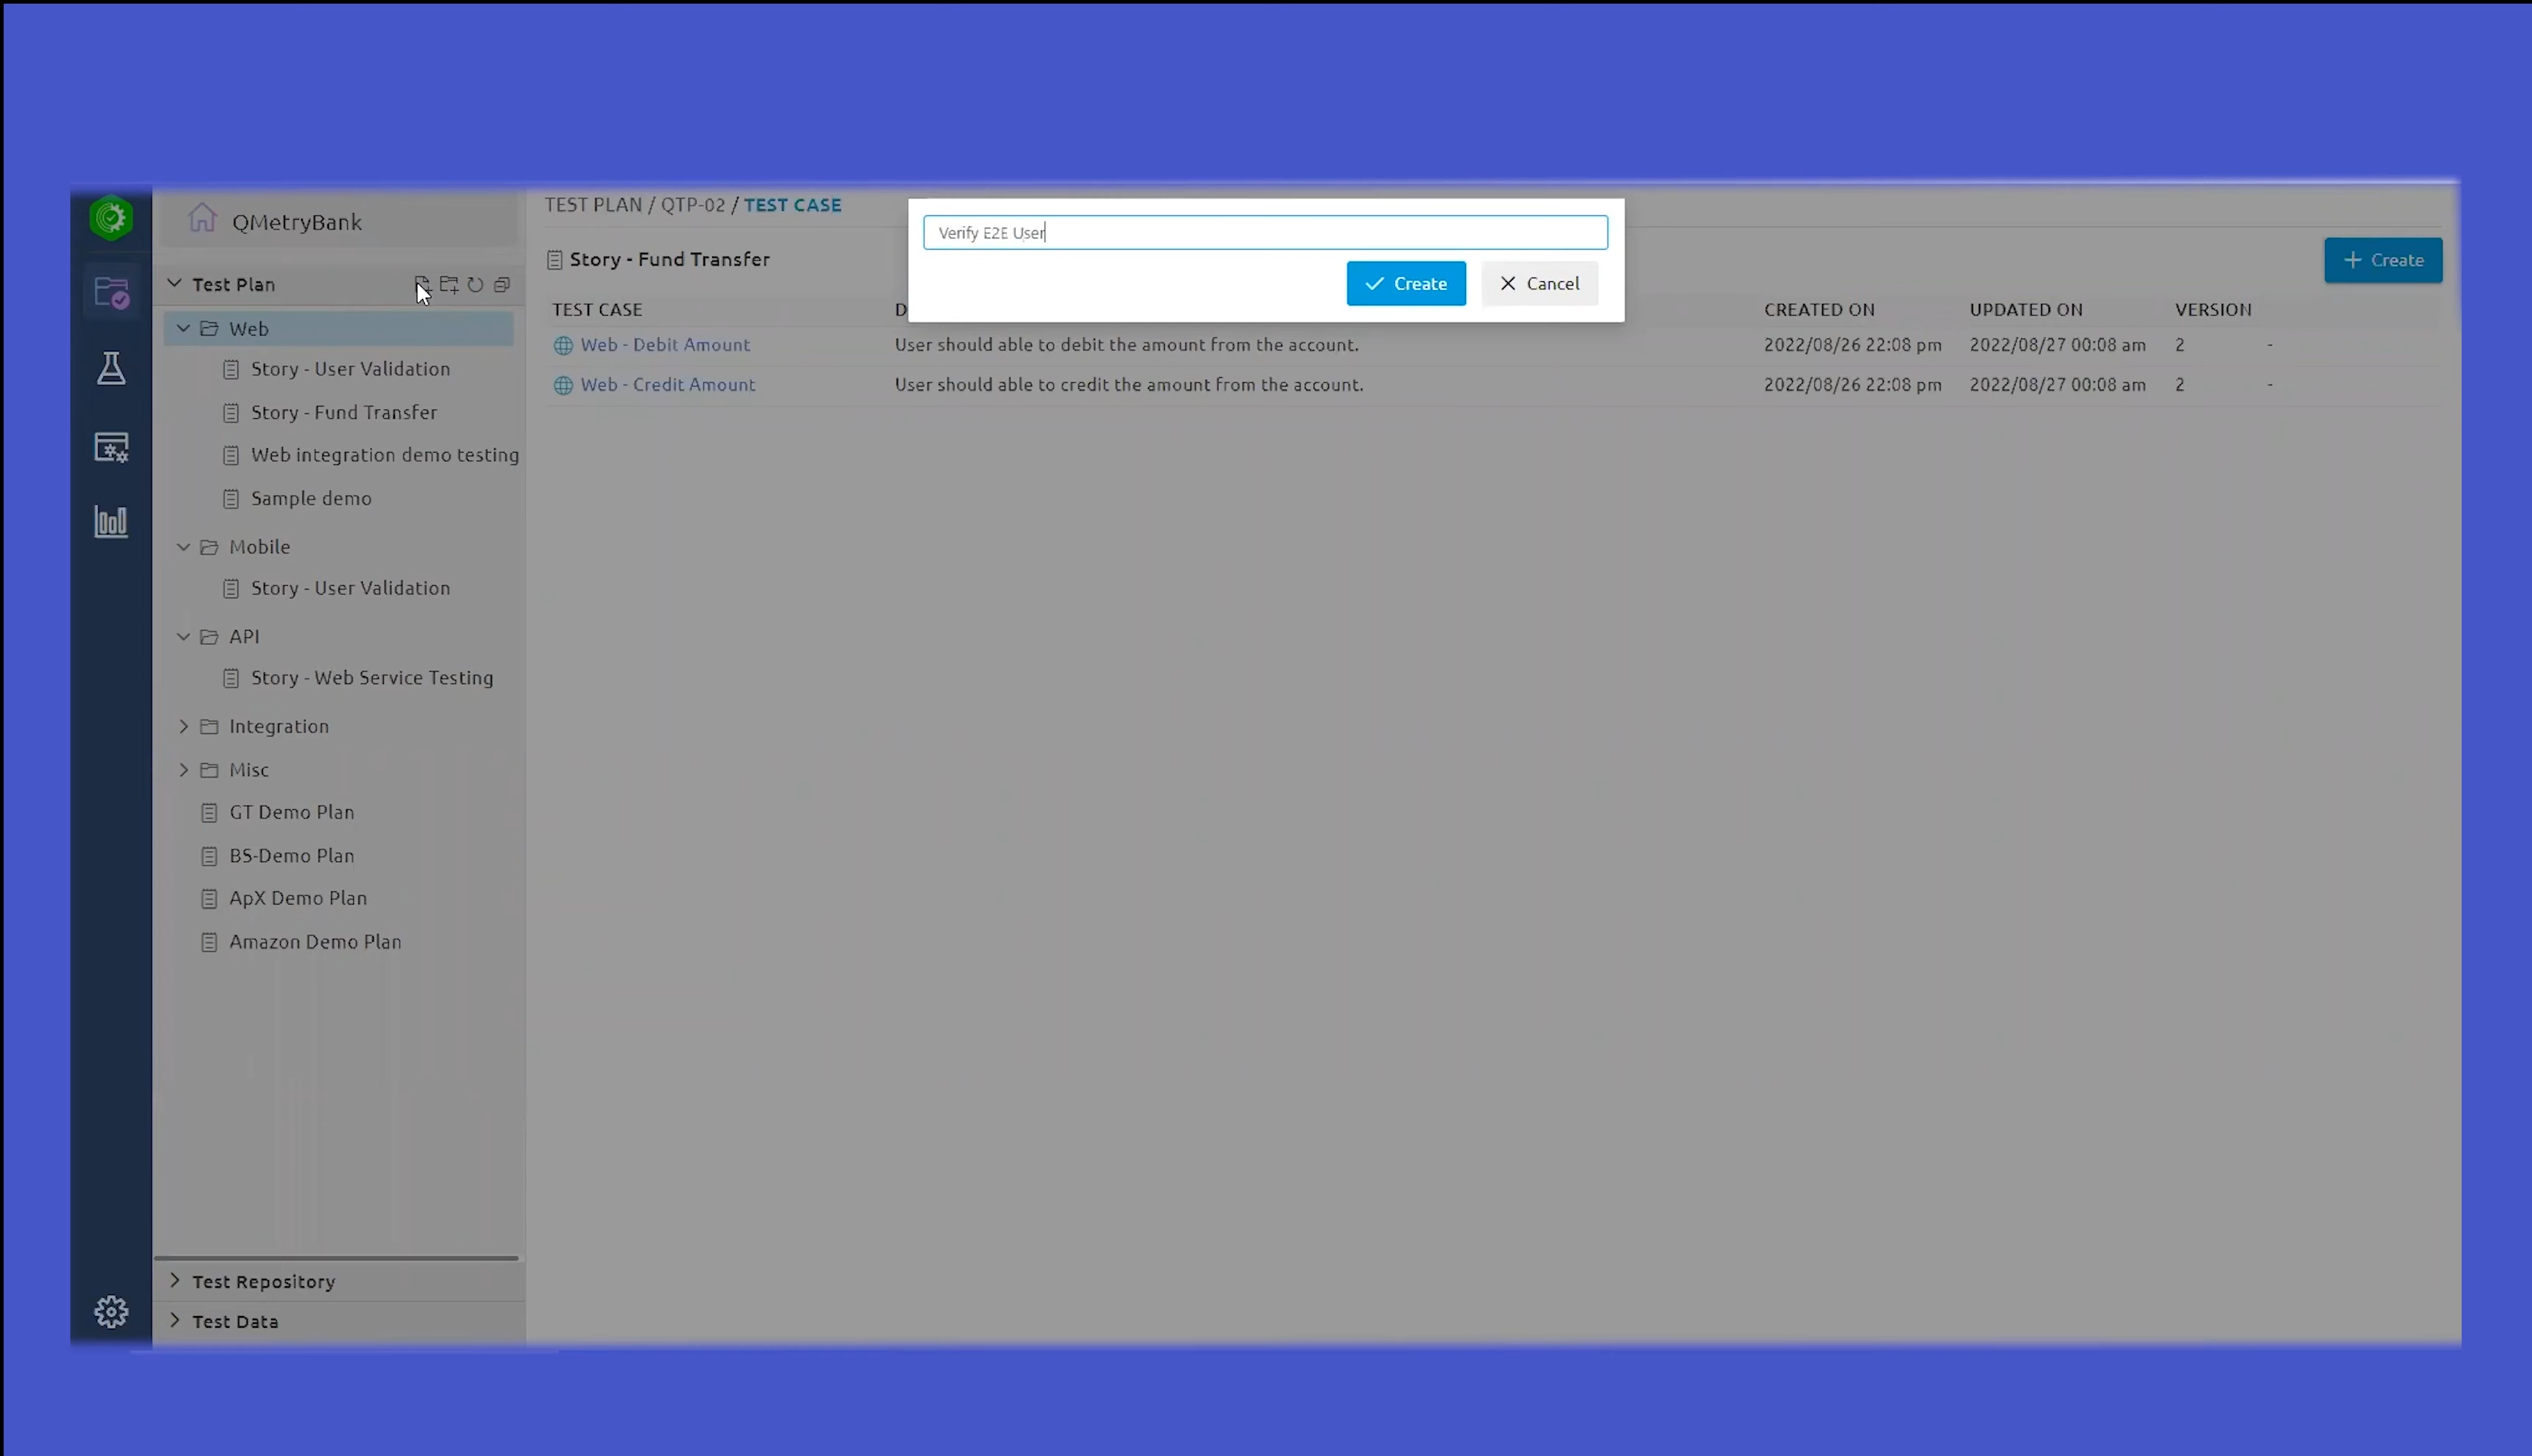 QMetryBank
Test Plan
Web
Story - User Validation
Story - Fund Transfer
Web integration demo testing
Sample demo
Mobile
Story - User Validation
API
Story - Web Service Testing
Integration
Misc
GT Demo Plan
BS-Demo Plan
ApX Demo Plan
Amazon Demo Plan
Test Repository
Test Data
TEST PLAN / QTP-02 / TEST CASE
Story - Fund Transfer
+ Create
Verify E2E User
Create Cancel
TEST CASE D CREATED ON UPDATED ON VERSION
Web - Debit Amount User should able to debit the amount from the account. 2022/08/26 22:08 pm 2022/08/27 00:08 am 2 -
Web - Credit Amount User should able to credit the amount from the account. 2022/08/26 22:08 pm 2022/08/27 00:08 am 2 -